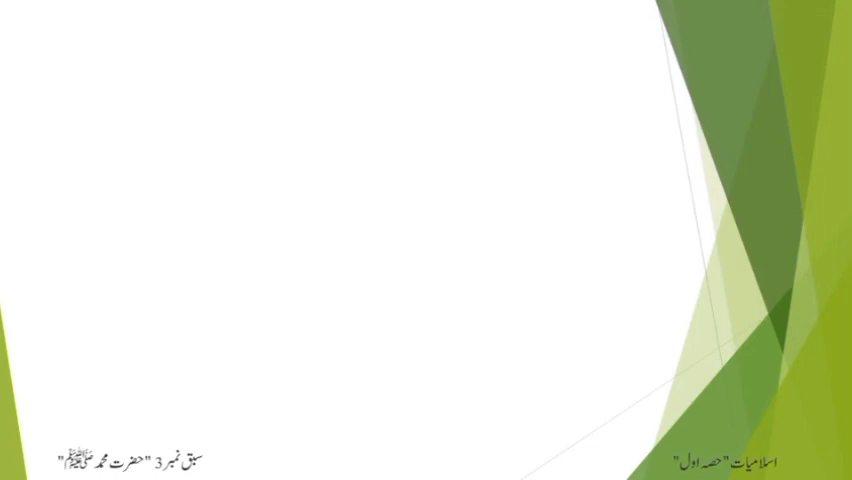 اسلامیات "حصہ اول"
سبق نمبر 3 "حضرت محمد ﷺ"